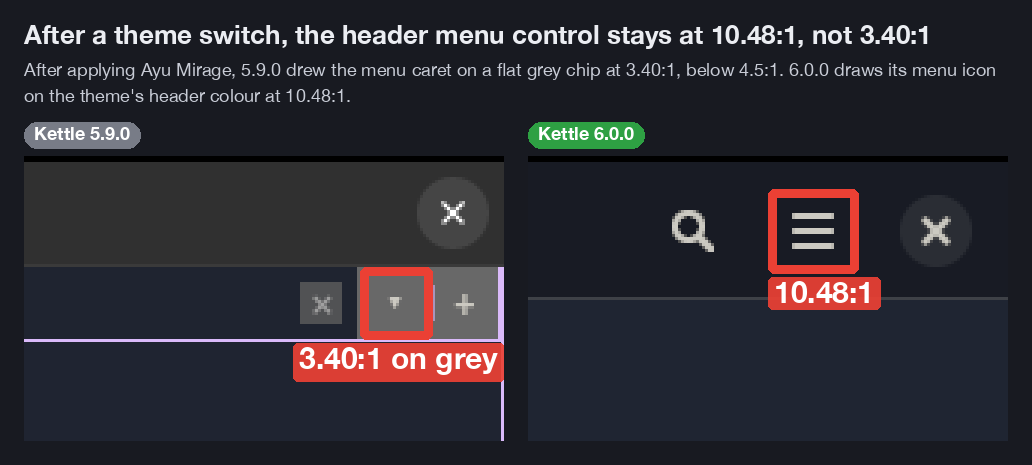 After a theme switch, the header menu control stays at 10.48:1, not 3.40:1
After applying Ayu Mirage, 5.9.0 drew the menu caret on a flat grey chip at 3.40:1, below 4.5:1. 6.0.0 draws its menu icon
on the theme's header colour at 10.48:1.
Kettle 5.9.0
Kettle 6.0.0
3.40:1 on grey
10.48:1